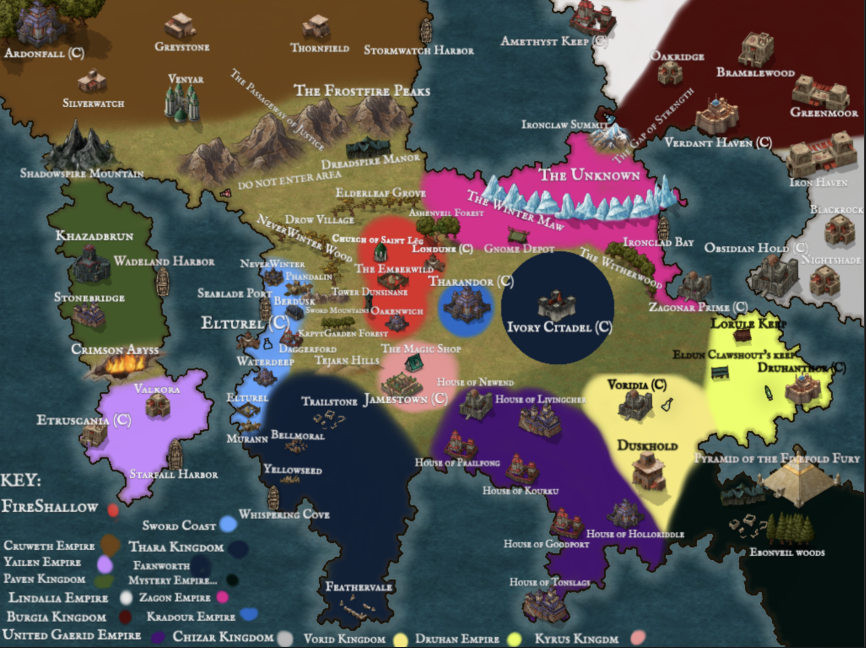 Ardonfall (C)
Greystone
Thornfield
Stormwatch Harbor
Amethyst Keep (C)
Oakridge
Bramblewood
Silverwatch
Venyar
The Passageway of Justice
The Frostfire Peaks
Greenmoor
Ironclaw Summit
The Gap of Strength
Verdant Haven (C)
Shadowspire Mountain
Dreadspire Manor
DO NOT ENTER AREA
The Unknown
Iron Haven
Elderleaf Grove
The Winter Maw
Drow Village
Ashenveil Forest
Blackrock
NeverWinter Wood
Khazadbrun
Church of Saint Leg
Londune (C)
Gnome Depot
Ironclad Bay
Obsidian Hold (C)
Nightshade
Wadeland Harbor
NeverWinter
Phandalin
The Emberwild
The Witherwood
Tharandor (C)
Seablade Port
Berdusk
Tower Dunsinane
Stonebridge
Sword Mountains
Oakenwich
Zagonar Prime (C)
Elturel (C)
KryptGarden Forest
Ivory Citadel (C)
Lorule Keep
Crimson Abyss
Daggerford
The Magic Shop
Eldun Clawshout's keep
Waterdeep
Tejarn Hills
Druhanthor (C)
Valkora
House of Newend
Voridia (C)
Elturel
Trailstone
Jamestown (C)
House of Livingcher
Etruscania (C)
Murann
Bellmoral
Duskhold
House of Prailpong
Pyramid of the Fivefold Fury
Starfall Harbor
Yellowseed
House of Kourku
KEY:
FireShallow
Whispering Cove
Sword Coast
House of Holloriddle
Cruweth Empire
Thara Kingdom
House of Goodport
Ebonveil woods
Yailen Empire
Farnworth
Paven Kingdom
Mystery Empire...
Feathervale
House of Tonslags
Lindalia Empire
Zagon Empire
Burgia Kingdom
Kradour Empire
United Gaerid Empire
Chizar Kingdom
Vorid Kingdom
Druhan Empire
Kyrus Kingdm